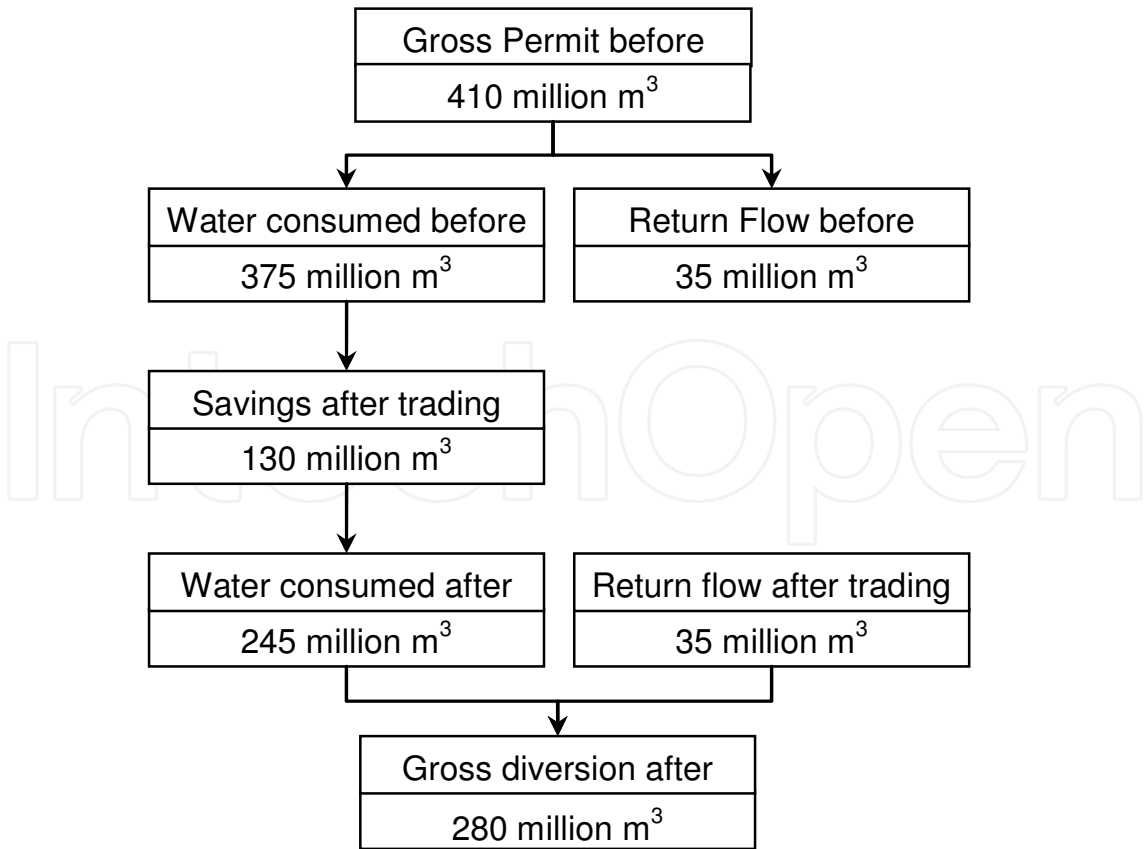 Gross Permit before
410 million m³
Water consumed before
375 million m³
Return Flow before
35 million m³
Savings after trading
130 million m³
IntechOpen
Water consumed after
245 million m³
Return flow after trading
35 million m³
Gross diversion after
280 million m³